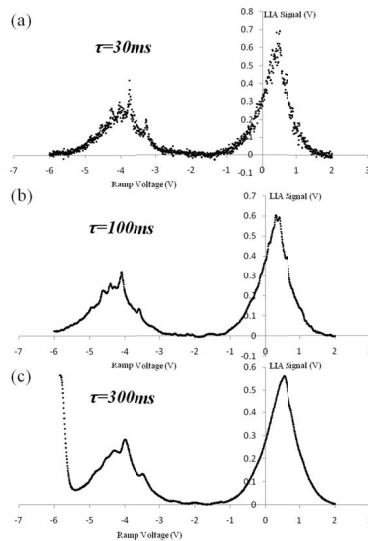 (a)
LIA Signal (V)
τ=30ms
0.8
0.7
0.6
0.5
0.4
0.3
0.2
0.1
0
-0.1
-7 -6 -5 -4 -3 -2 -1 0 1 2 3
Ramp Voltage (V)
(b)
LIA Signal (V)
τ=100ms
0.7
0.6
0.5
0.4
0.3
0.2
0.1
0
-0.1
-7 -6 -5 -4 -3 -2 -1 0 1 2 3
Ramp Voltage (V)
(c)
LIA Signal (V)
τ=300ms
0.6
0.5
0.4
0.3
0.2
0.1
0
-7 -6 -5 -4 -3 -2 -1 0 1 2 3
Ramp Voltage (V)